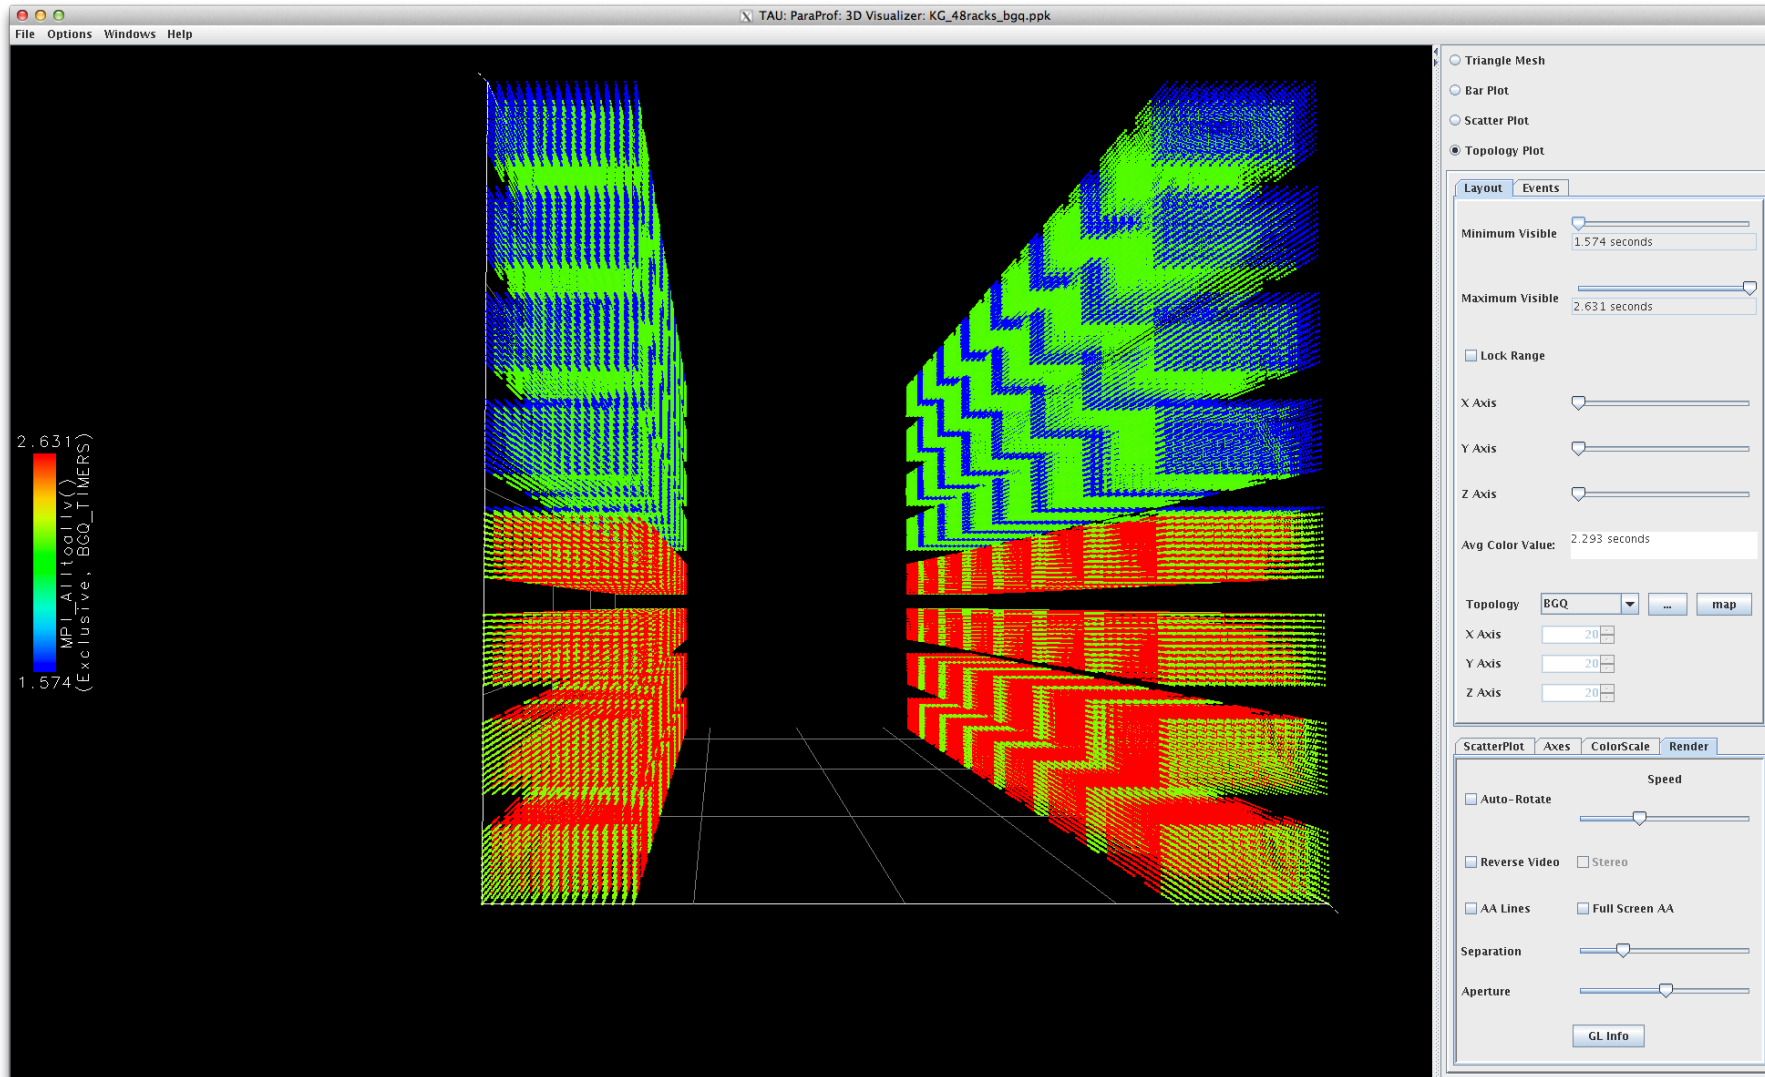 TAU: ParaProf: 3D Visualizer: KG_48racks_bgq.ppk
File Options Windows Help
2.631
MPI_Alltoallv()
(Exclusive, BGQ_TIMERS)
1.574
Triangle Mesh
Bar Plot
Scatter Plot
Topology Plot
Layout Events
Minimum Visible
1.574 seconds
Maximum Visible
2.631 seconds
Lock Range
X Axis
Y Axis
Z Axis
Avg Color Value: 2.293 seconds
Topology BGQ ... map
X Axis 20
Y Axis 20
Z Axis 20
ScatterPlot Axes ColorScale Render
Speed
Auto-Rotate
Reverse Video Stereo
AA Lines Full Screen AA
Separation
Aperture
GL Info